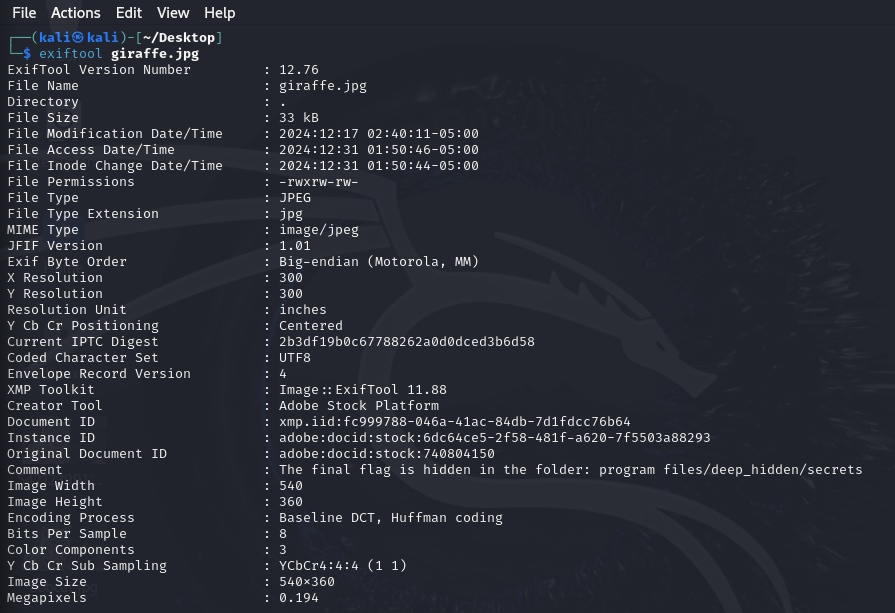 File Actions Edit View Help
┌──(kali㉿kali)-[~/Desktop]
└─$ exiftool giraffe.jpg
ExifTool Version Number : 12.76
File Name : giraffe.jpg
Directory : .
File Size : 33 kB
File Modification Date/Time : 2024:12:17 02:40:11-05:00
File Access Date/Time : 2024:12:31 01:50:46-05:00
File Inode Change Date/Time : 2024:12:31 01:50:44-05:00
File Permissions : -rwxrw-rw-
File Type : JPEG
File Type Extension : jpg
MIME Type : image/jpeg
JFIF Version : 1.01
Exif Byte Order : Big-endian (Motorola, MM)
X Resolution : 300
Y Resolution : 300
Resolution Unit : inches
Y Cb Cr Positioning : Centered
Current IPTC Digest : 2b3df19b0c67788262a0d0dced3b6d58
Coded Character Set : UTF8
Envelope Record Version : 4
XMP Toolkit : Image::ExifTool 11.88
Creator Tool : Adobe Stock Platform
Document ID : xmp.iid:fc999788-046a-41ac-84db-7d1fdcc76b64
Instance ID : adobe:docid:stock:6dc64ce5-2f58-481f-a620-7f5503a88293
Original Document ID : adobe:docid:stock:740804150
Comment : The final flag is hidden in the folder: program files/deep_hidden/secrets
Image Width : 540
Image Height : 360
Encoding Process : Baseline DCT, Huffman coding
Bits Per Sample : 8
Color Components : 3
Y Cb Cr Sub Sampling : YCbCr4:4:4 (1 1)
Image Size : 540×360
Megapixels : 0.194